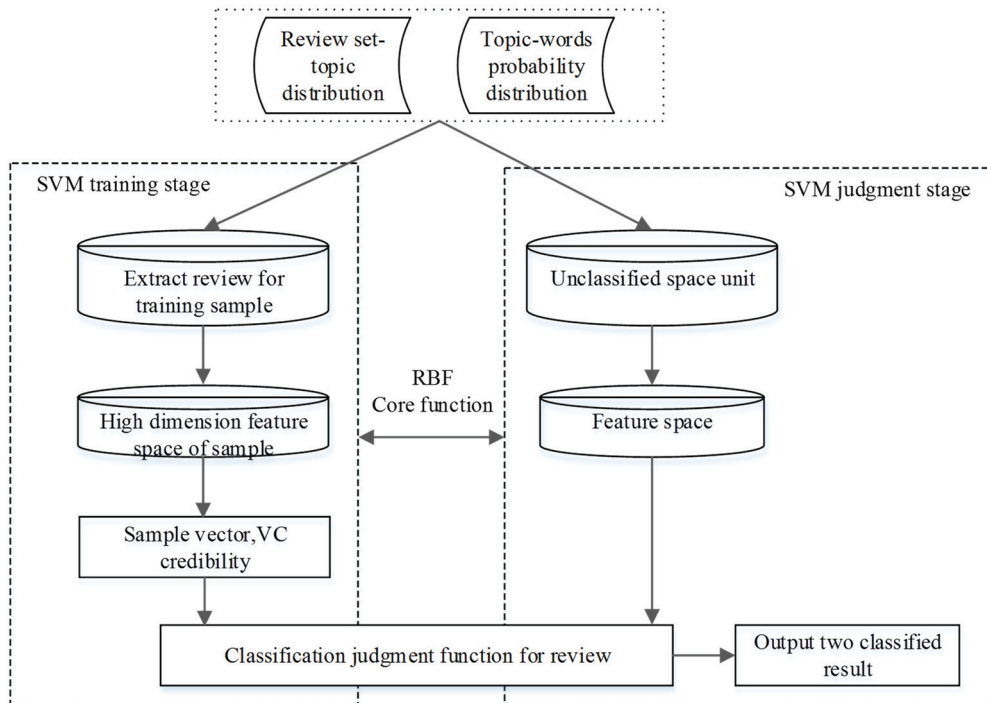 Review set-
topic
distribution
Topic-words
probability
distribution
SVM training stage
SVM judgment stage
Extract review for
training sample
Unclassified space unit
RBF
Core function
High dimension feature
space of sample
Feature space
Sample vector,VC
credibility
Classification judgment function for review
Output two classified
result